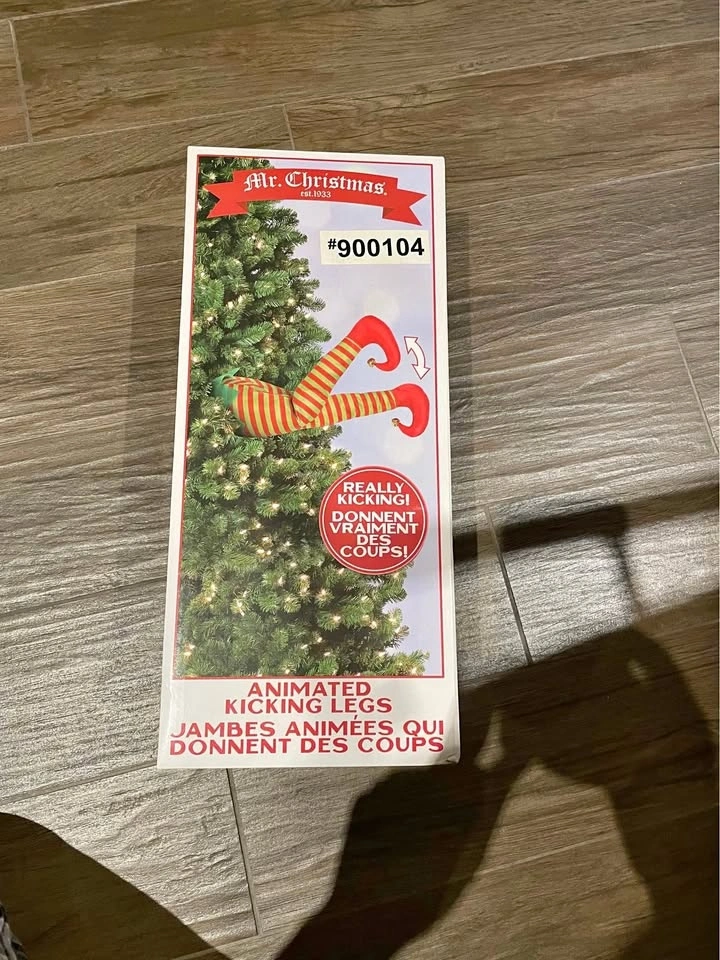 Mr. Christmas.
est.1933
#900104
REALLY
KICKING!
DONNENT
VRAIMENT
DES
COUPS!
ANIMATED
KICKING LEGS
JAMBES ANIMÉES QUI
DONNENT DES COUPS